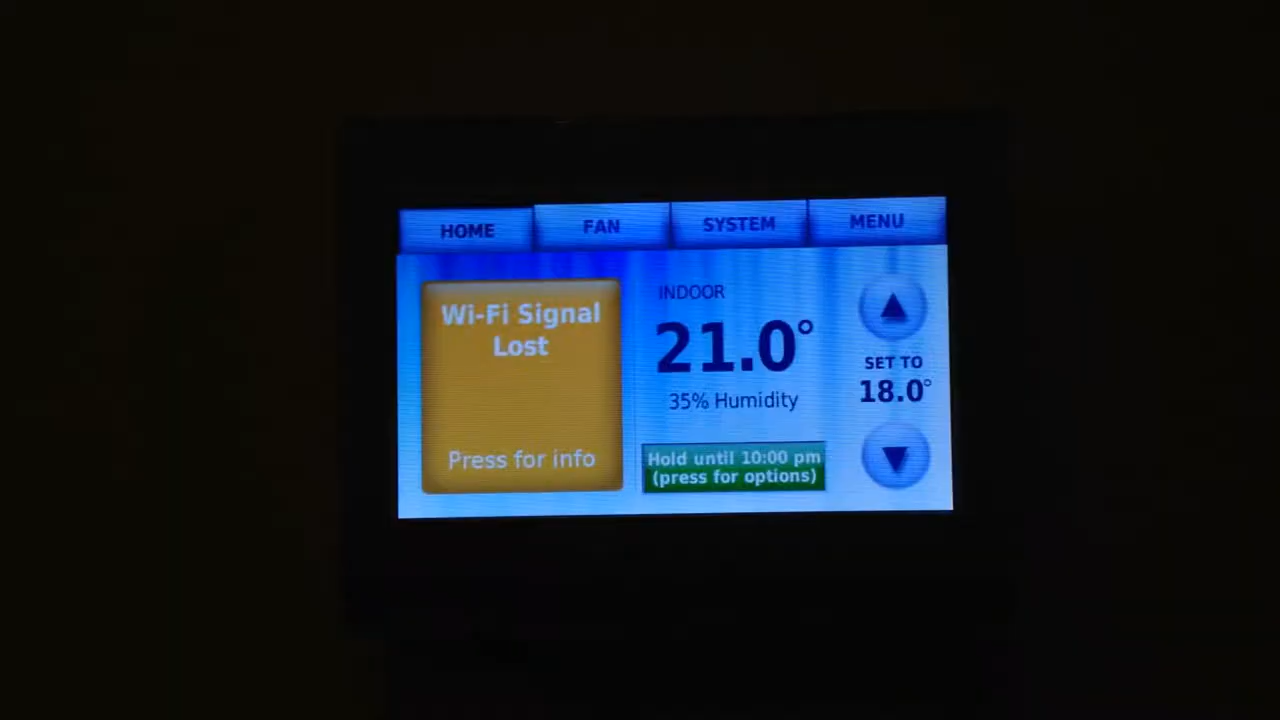 HOME FAN SYSTEM MENU
Wi-Fi Signal
Lost
Press for info
INDOOR
21.0°
35% Humidity
Hold until 10:00 pm
(press for options)
SET TO
18.0°